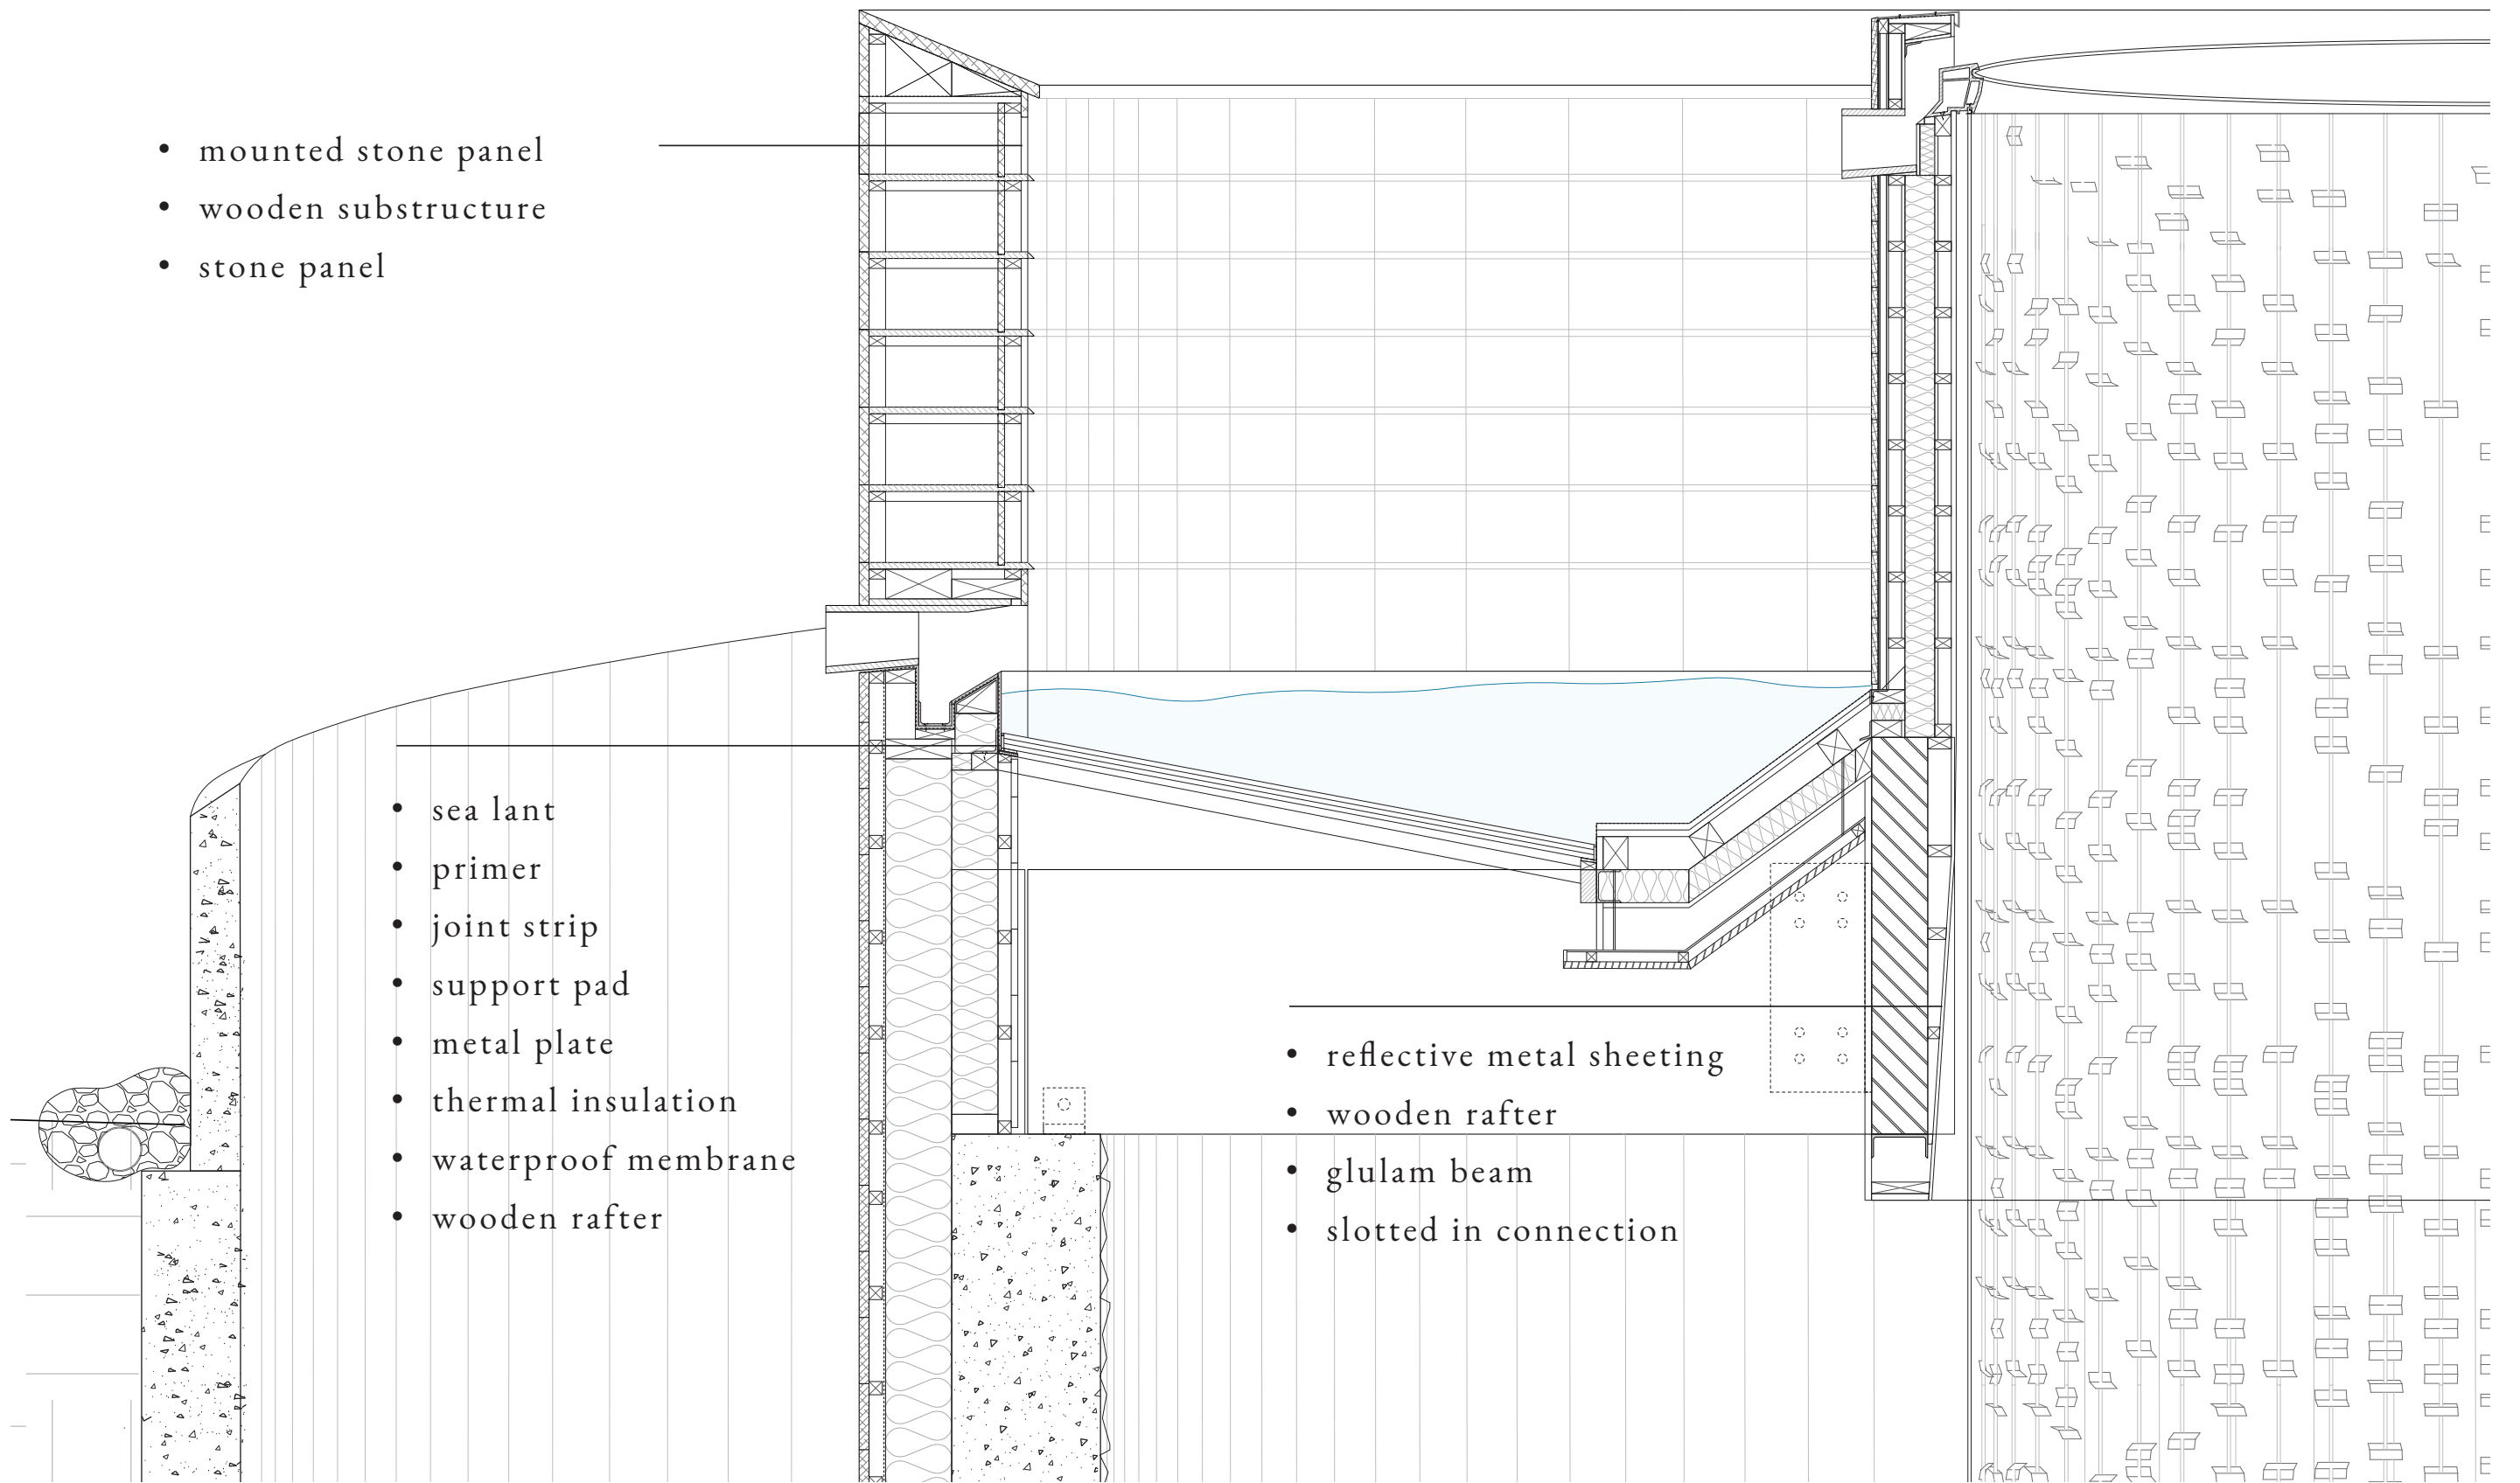 • mounted stone panel
• wooden substructure
• stone panel
• sea lant
• primer
• joint strip
• support pad
• metal plate
• thermal insulation
• waterproof membrane
• wooden rafter
• reflective metal sheeting
• wooden rafter
• glulam beam
• slotted in connection